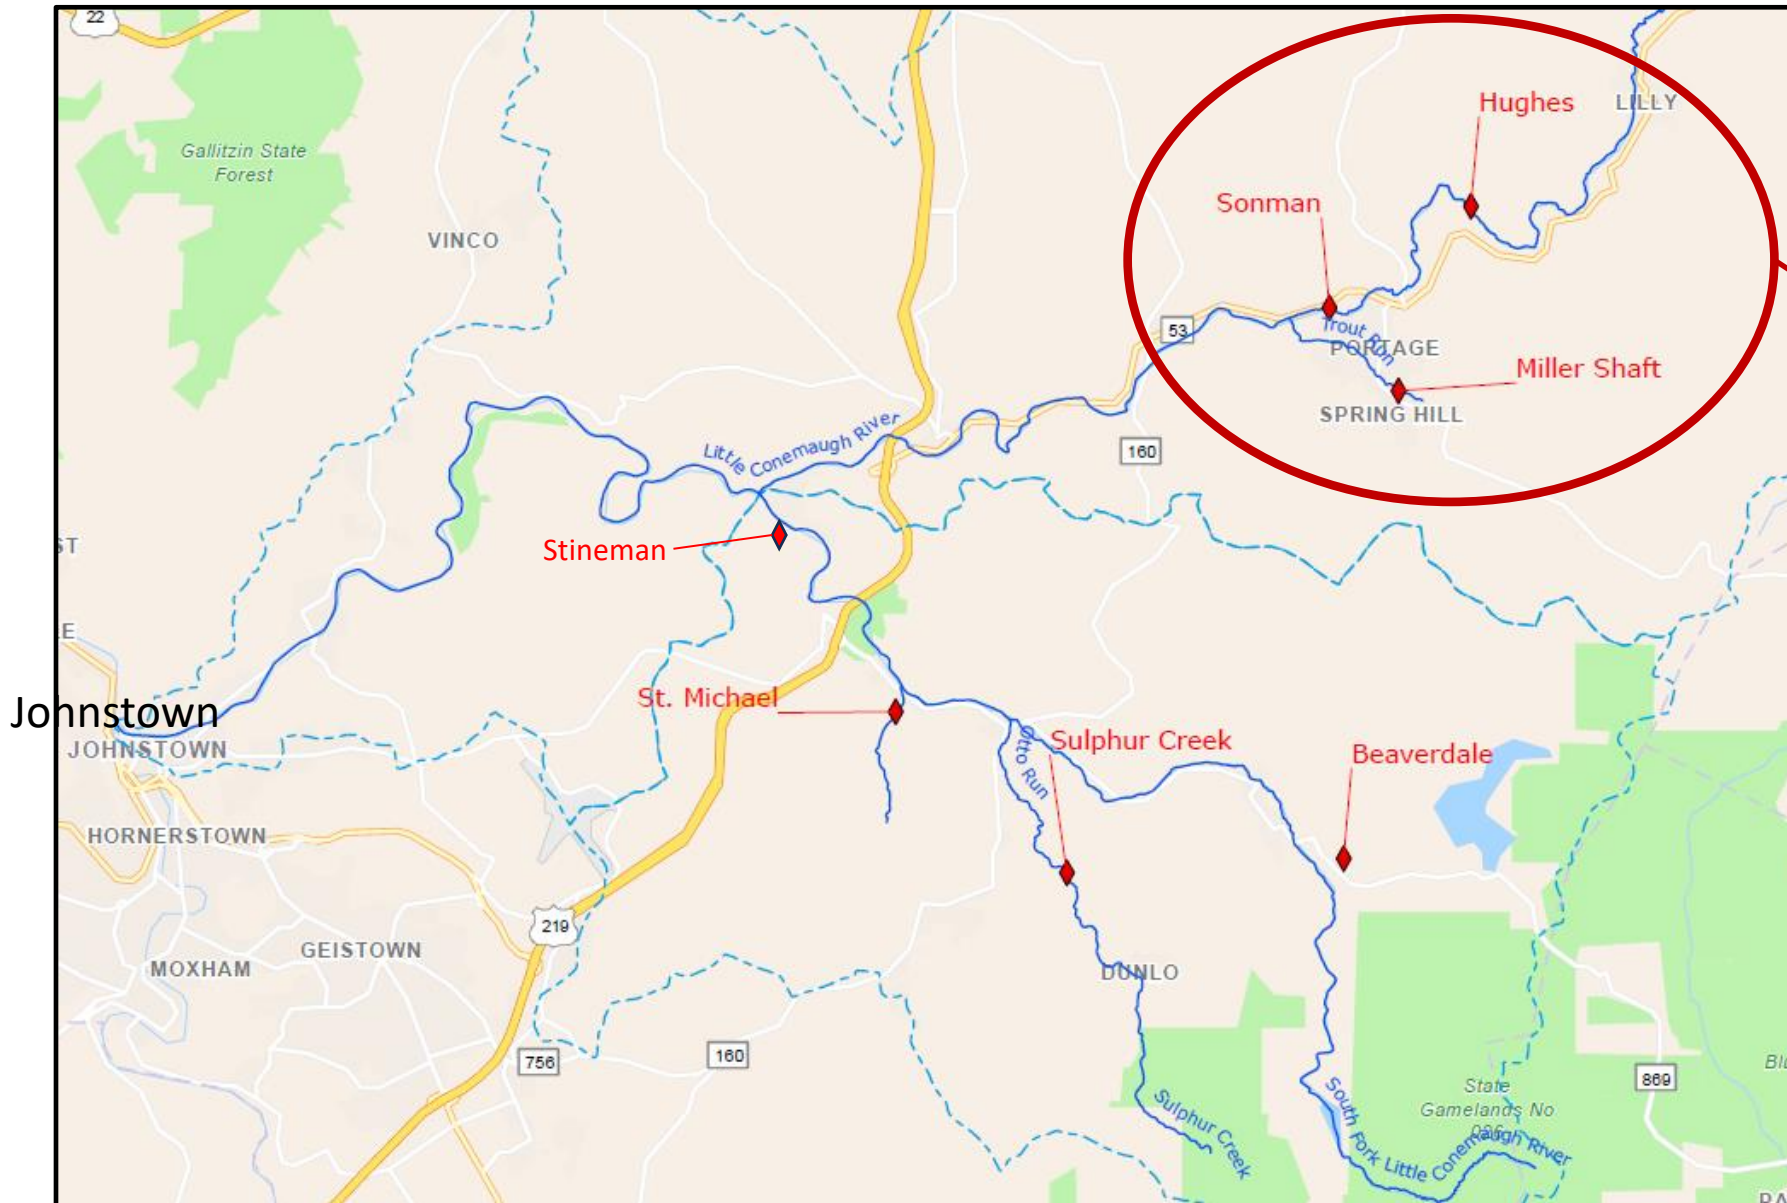 22
Gallitzin State
Forest
VINCO
Hughes
LILLY
Sonman
53
Trout Run
PORTAGE
Miller Shaft
SPRING HILL
Little Conemaugh River
160
ST
Stineman
LE
Johnstown
JOHNSTOWN
St. Michael
Otto Run
Sulphur Creek
Beaverdale
HORNERSTOWN
219
GEISTOWN
MOXHAM
DUNLO
756
160
869
Sulphur Creek
South Fork Little Conemaugh River
State
Gamelands No